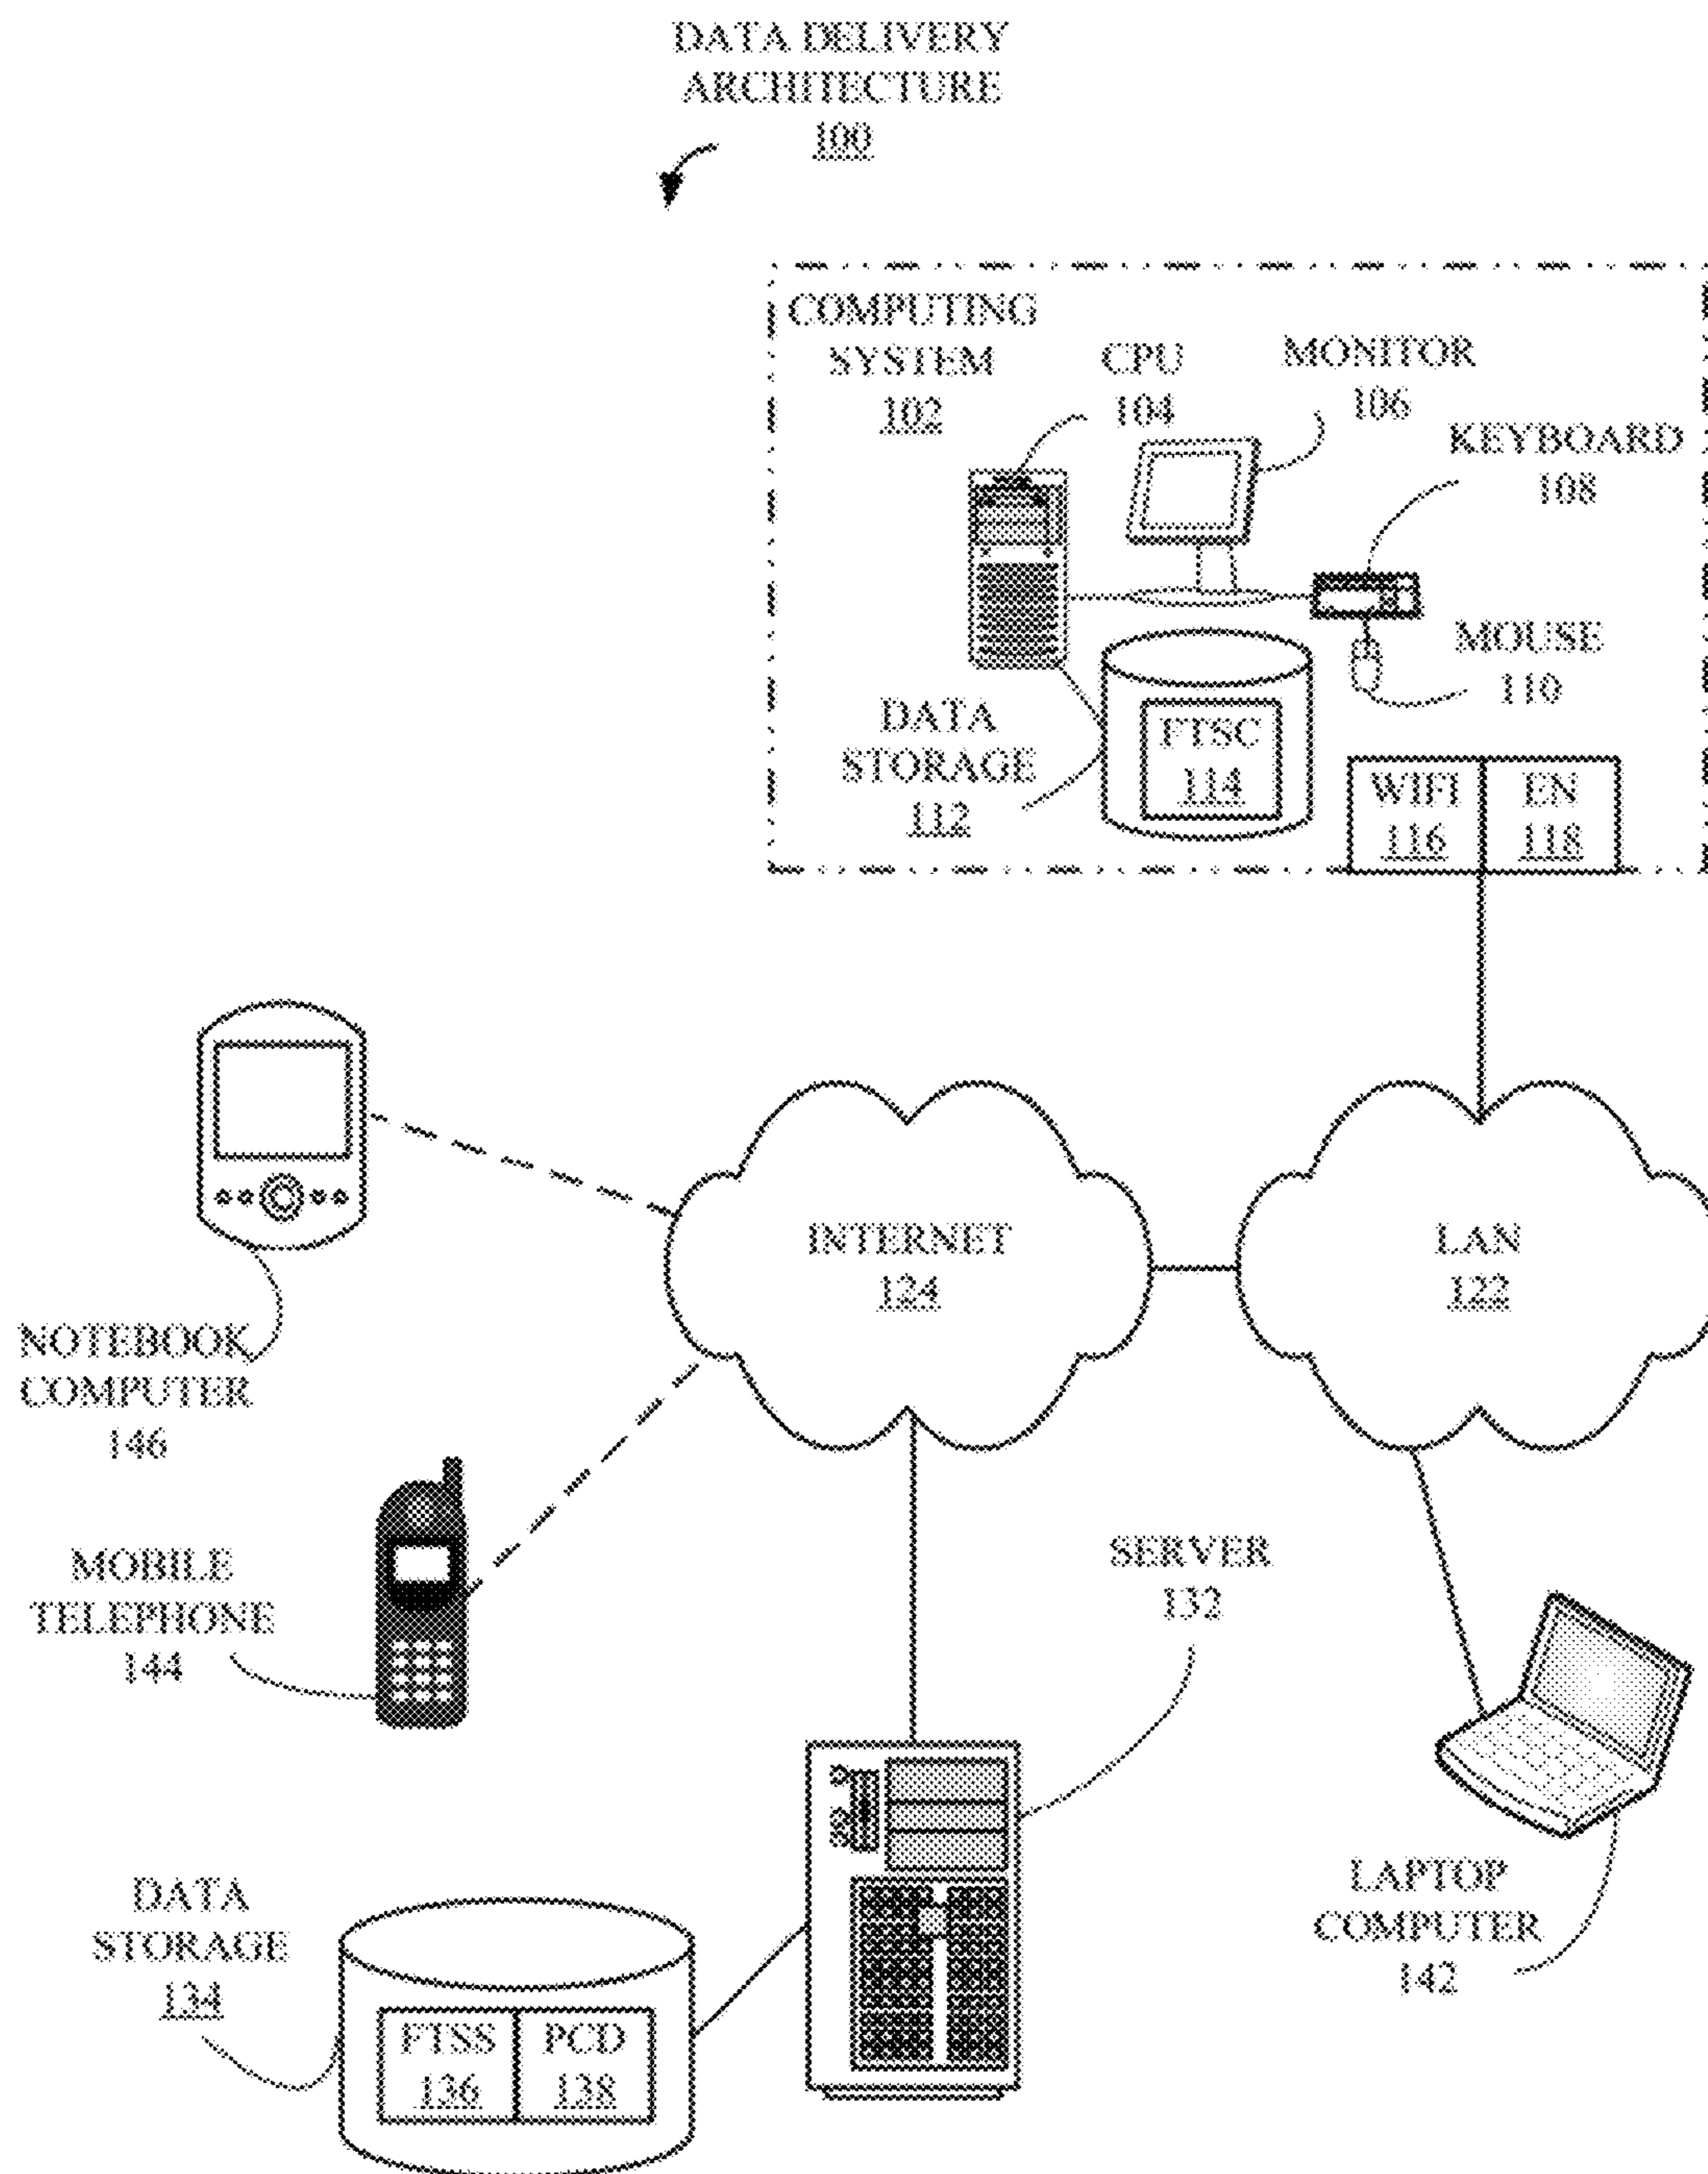 DATA DELIVERY
ARCHITECTURE
100
COMPUTING
SYSTEM
102
CPU
104
MONITOR
106
KEYBOARD
108
MOUSE
110
DATA
STORAGE
112
FTSC
114
WIFI
116
EN
118
INTERNET
124
LAN
122
NOTEBOOK
COMPUTER
146
MOBILE
TELEPHONE
144
SERVER
132
DATA
STORAGE
134
FTSS
136
PCD
138
LAPTOP
COMPUTER
142